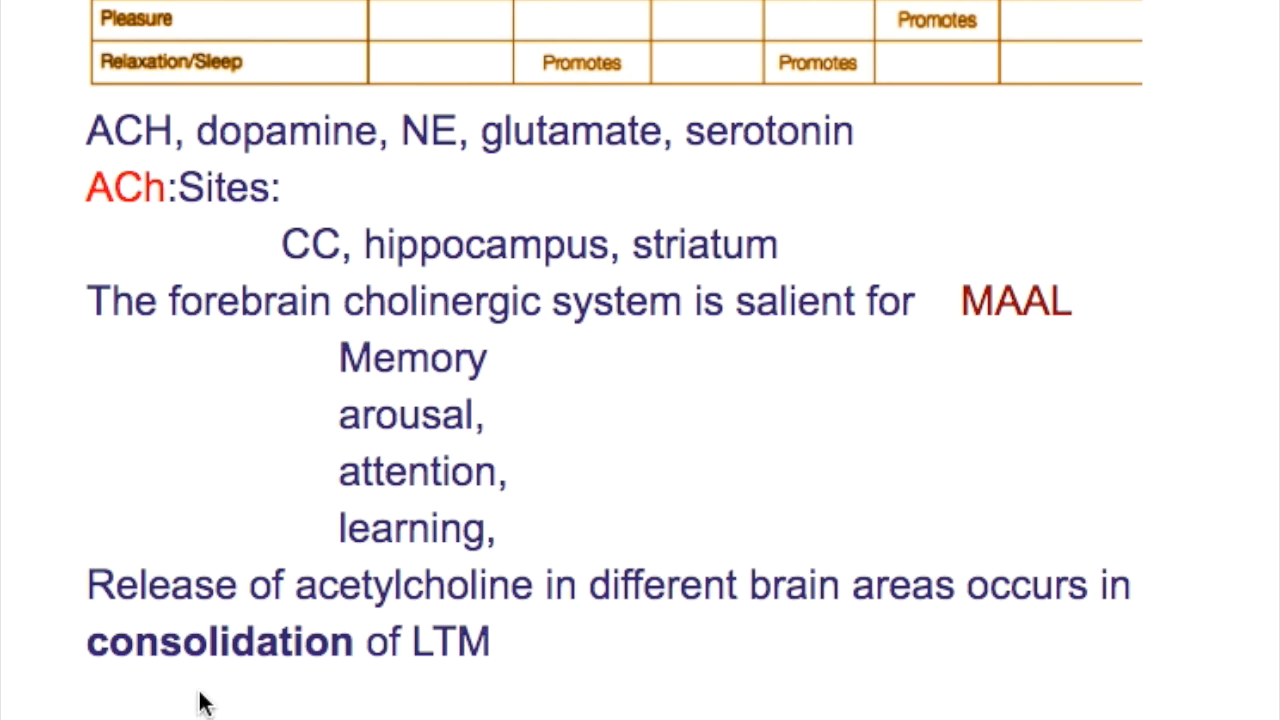 Pleasure Promotes
Relaxation/Sleep Promotes Promotes
ACH, dopamine, NE, glutamate, serotonin
ACh:Sites:
CC, hippocampus, striatum
The forebrain cholinergic system is salient for MAAL
Memory
arousal,
attention,
learning,
Release of acetylcholine in different brain areas occurs in
consolidation of LTM